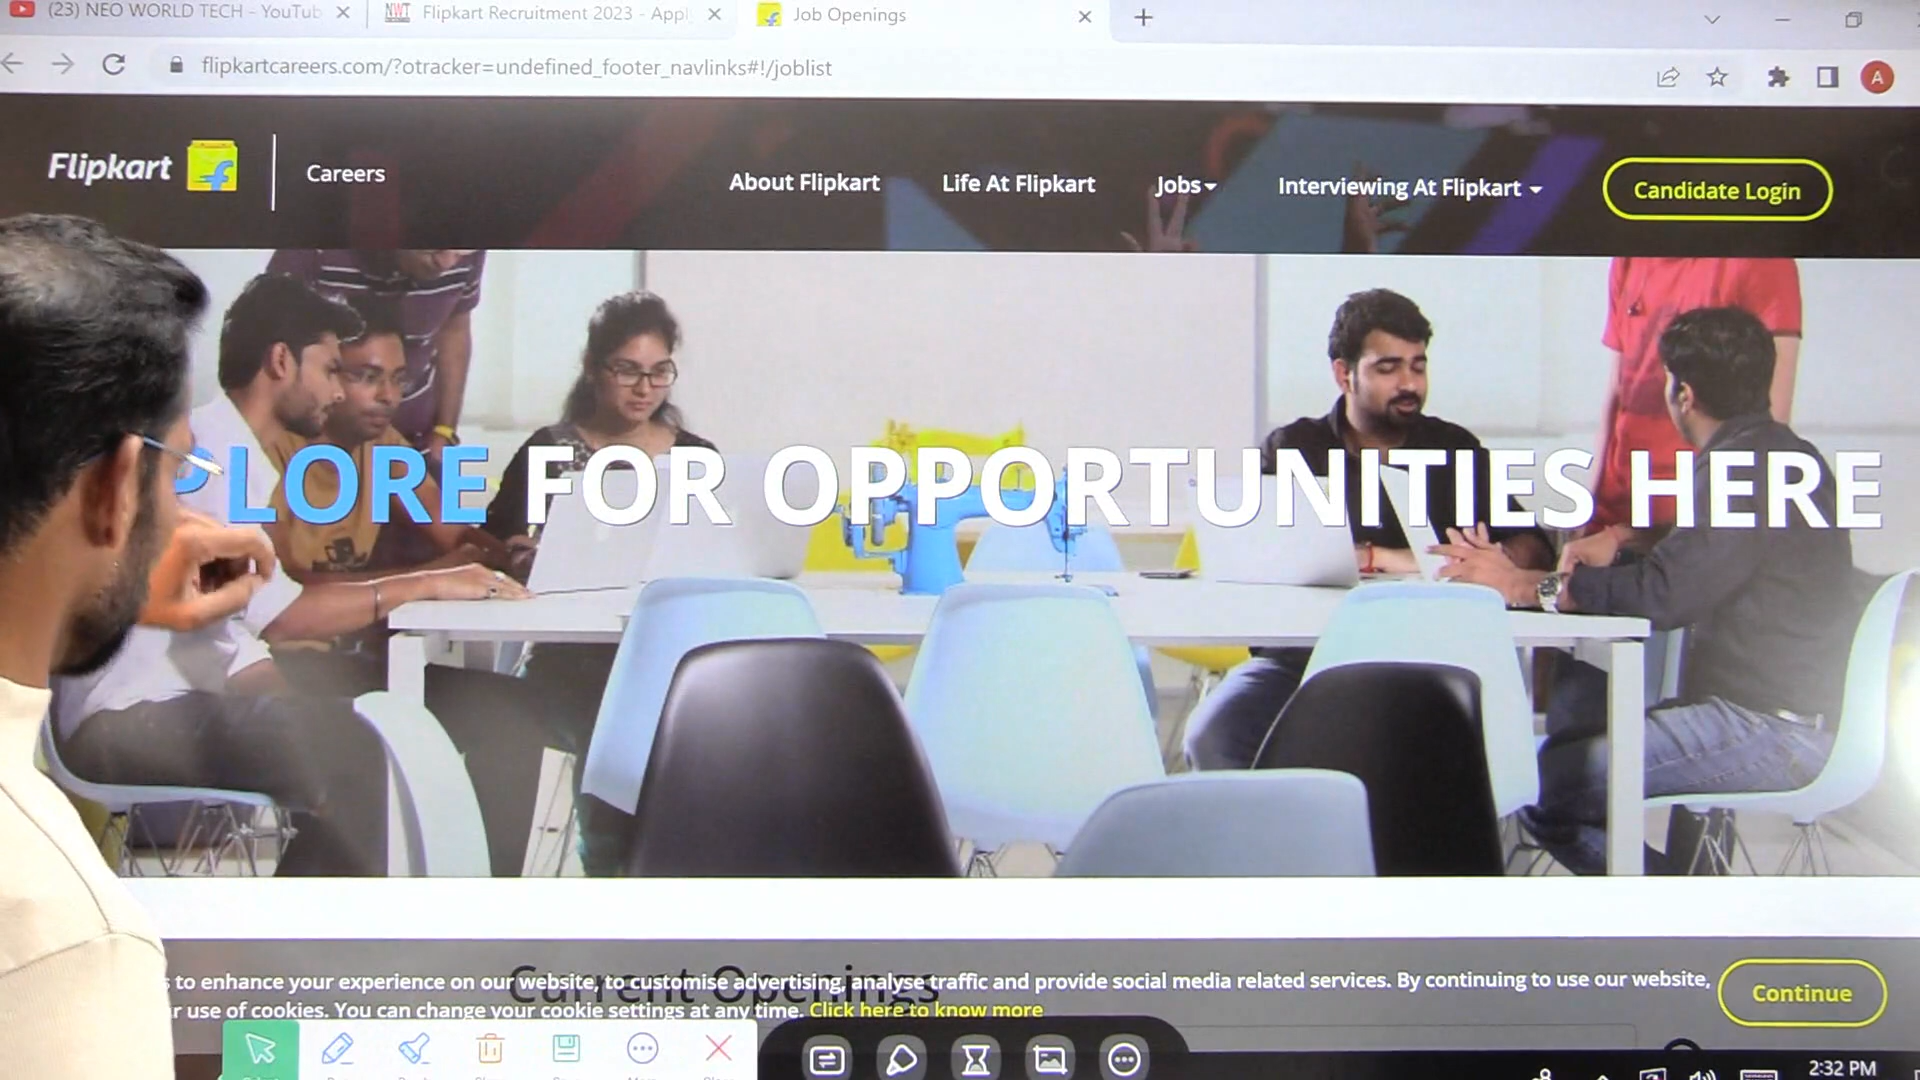 (23) NEO WORLD TECH - YouTub
NWT Flipkart Recruitment 2023 - Appl
Job Openings
flipkartcareers.com/?otracker=undefined_footer_navlinks#!/joblist
A
Flipkart
Careers
About Flipkart
Life At Flipkart
Jobs
Interviewing At Flipkart
Candidate Login
PLORE FOR OPPORTUNITIES HERE
Current Openings
to enhance your experience on our website, to customise advertising, analyse traffic and provide social media related services. By continuing to use our website,
r use of cookies. You can change your cookie settings at any time. Click here to know more
Continue
2:32 PM